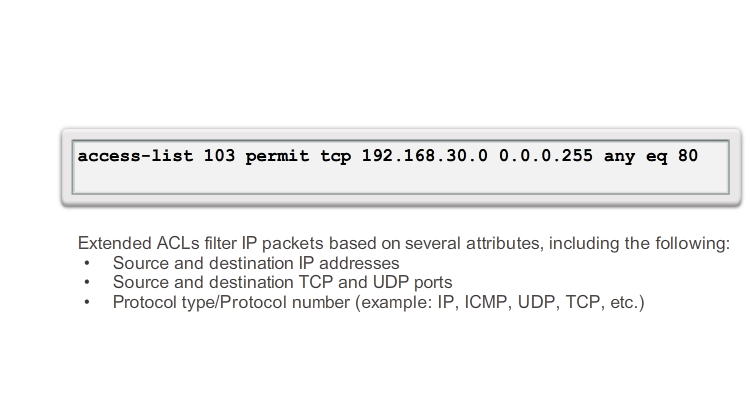 access-list 103 permit tcp 192.168.30.0 0.0.0.255 any eq 80
Extended ACLs filter IP packets based on several attributes, including the following:
• Source and destination IP addresses
• Source and destination TCP and UDP ports
• Protocol type/Protocol number (example: IP, ICMP, UDP, TCP, etc.)